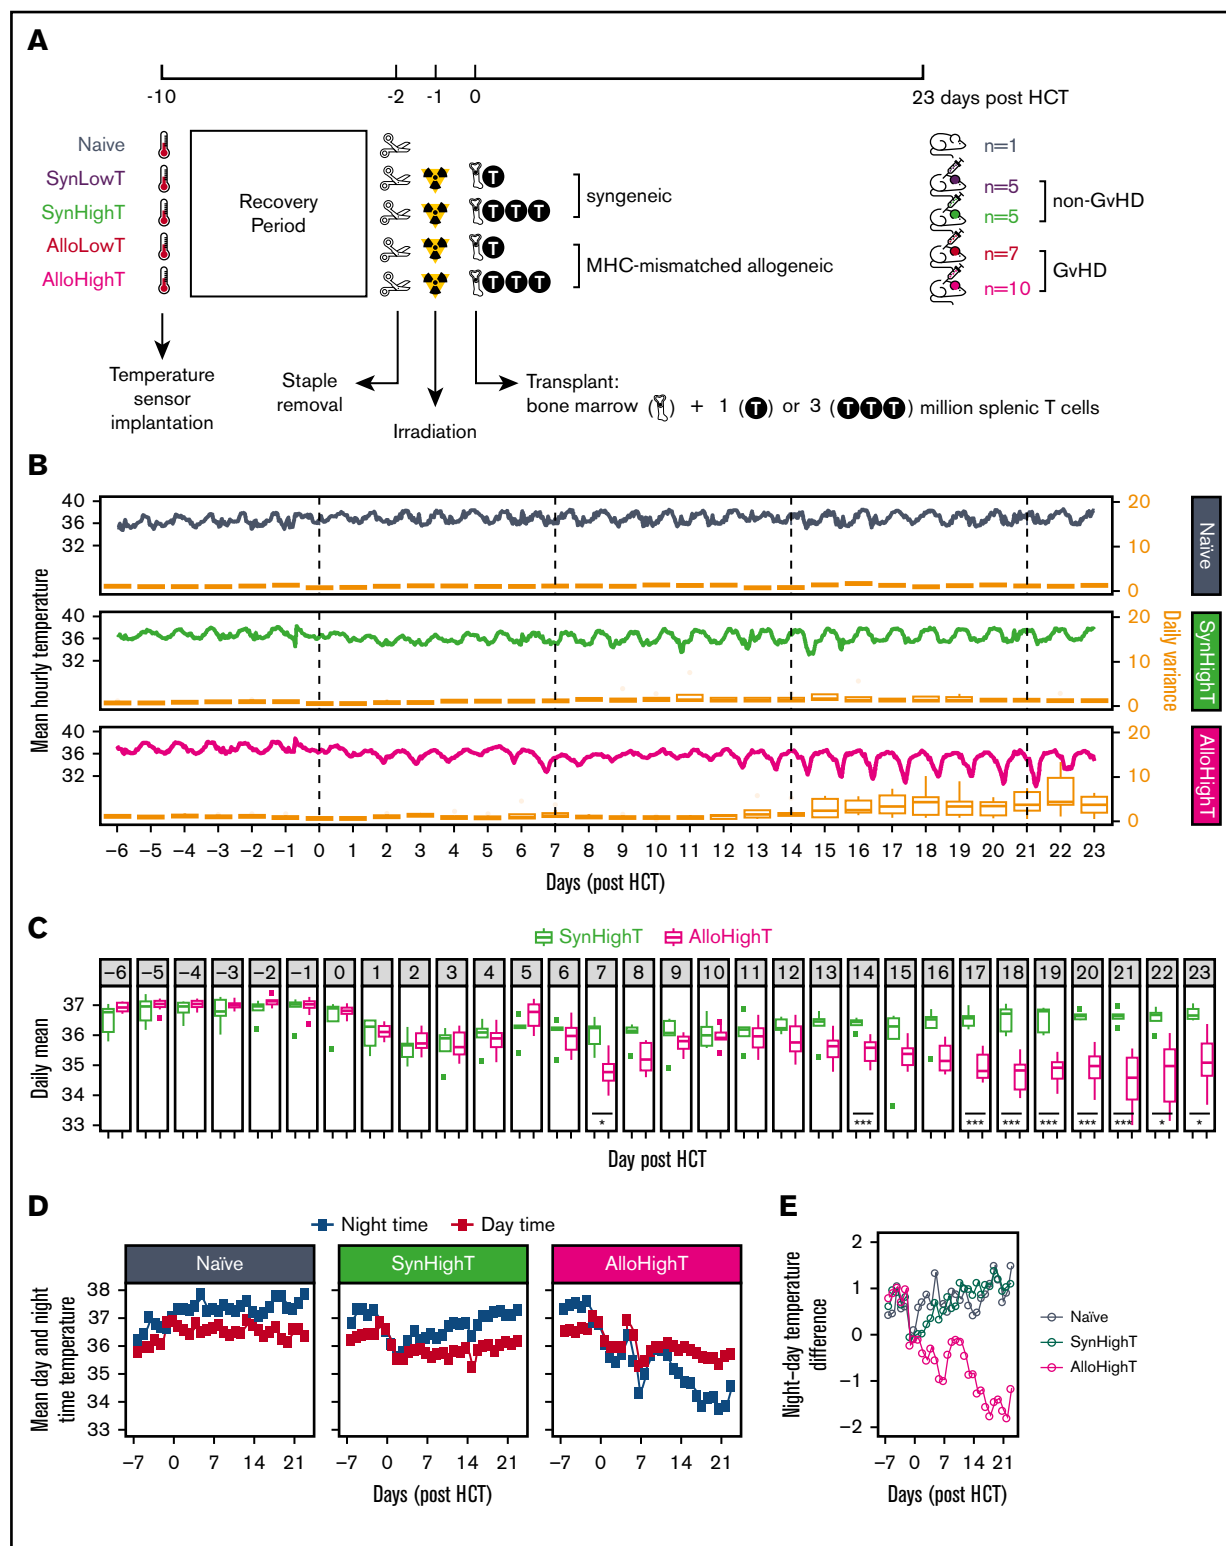 A
-10 -2 -1 0 23 days post HCT
Naive n=1
SynLowT T n=5
SynHighT T T T n=5
AlloLowT T n=7
AlloHighT T T T n=10
Recovery
Period
syngeneic
MHC-mismatched allogeneic
non-GvHD
GvHD
Temperature
sensor
implantation
Staple
removal
Irradiation
Transplant:
bone marrow ( ) + 1 (T) or 3 (TTT) million splenic T cells
B
Mean hourly temperature
40
36
32
20
10
0
Naïve
40
36
32
20
10
0
SynHighT
40
36
32
20
10
0
AlloHighT
Daily variance
−6 −5 −4 −3 −2 −1 0 1 2 3 4 5 6 7 8 9 10 11 12 13 14 15 16 17 18 19 20 21 22 23
Days (post HCT)
C
SynHighT AlloHighT
−6 −5 −4 −3 −2 −1 0 1 2 3 4 5 6 7 8 9 10 11 12 13 14 15 16 17 18 19 20 21 22 23
Daily mean
37
36
35
34
33
* *** *** *** *** *** *** * *
Day post HCT
D
Night time Day time
Naïve SynHighT AlloHighT
Mean day and night
time temperature
38
37
36
35
34
33
−7 0 7 14 21 −7 0 7 14 21 −7 0 7 14 21
Days (post HCT)
E
Night–day temperature
difference
2
1
0
−1
−2
−7 0 7 14 21
Days (post HCT)
Naïve
SynHighT
AlloHighT